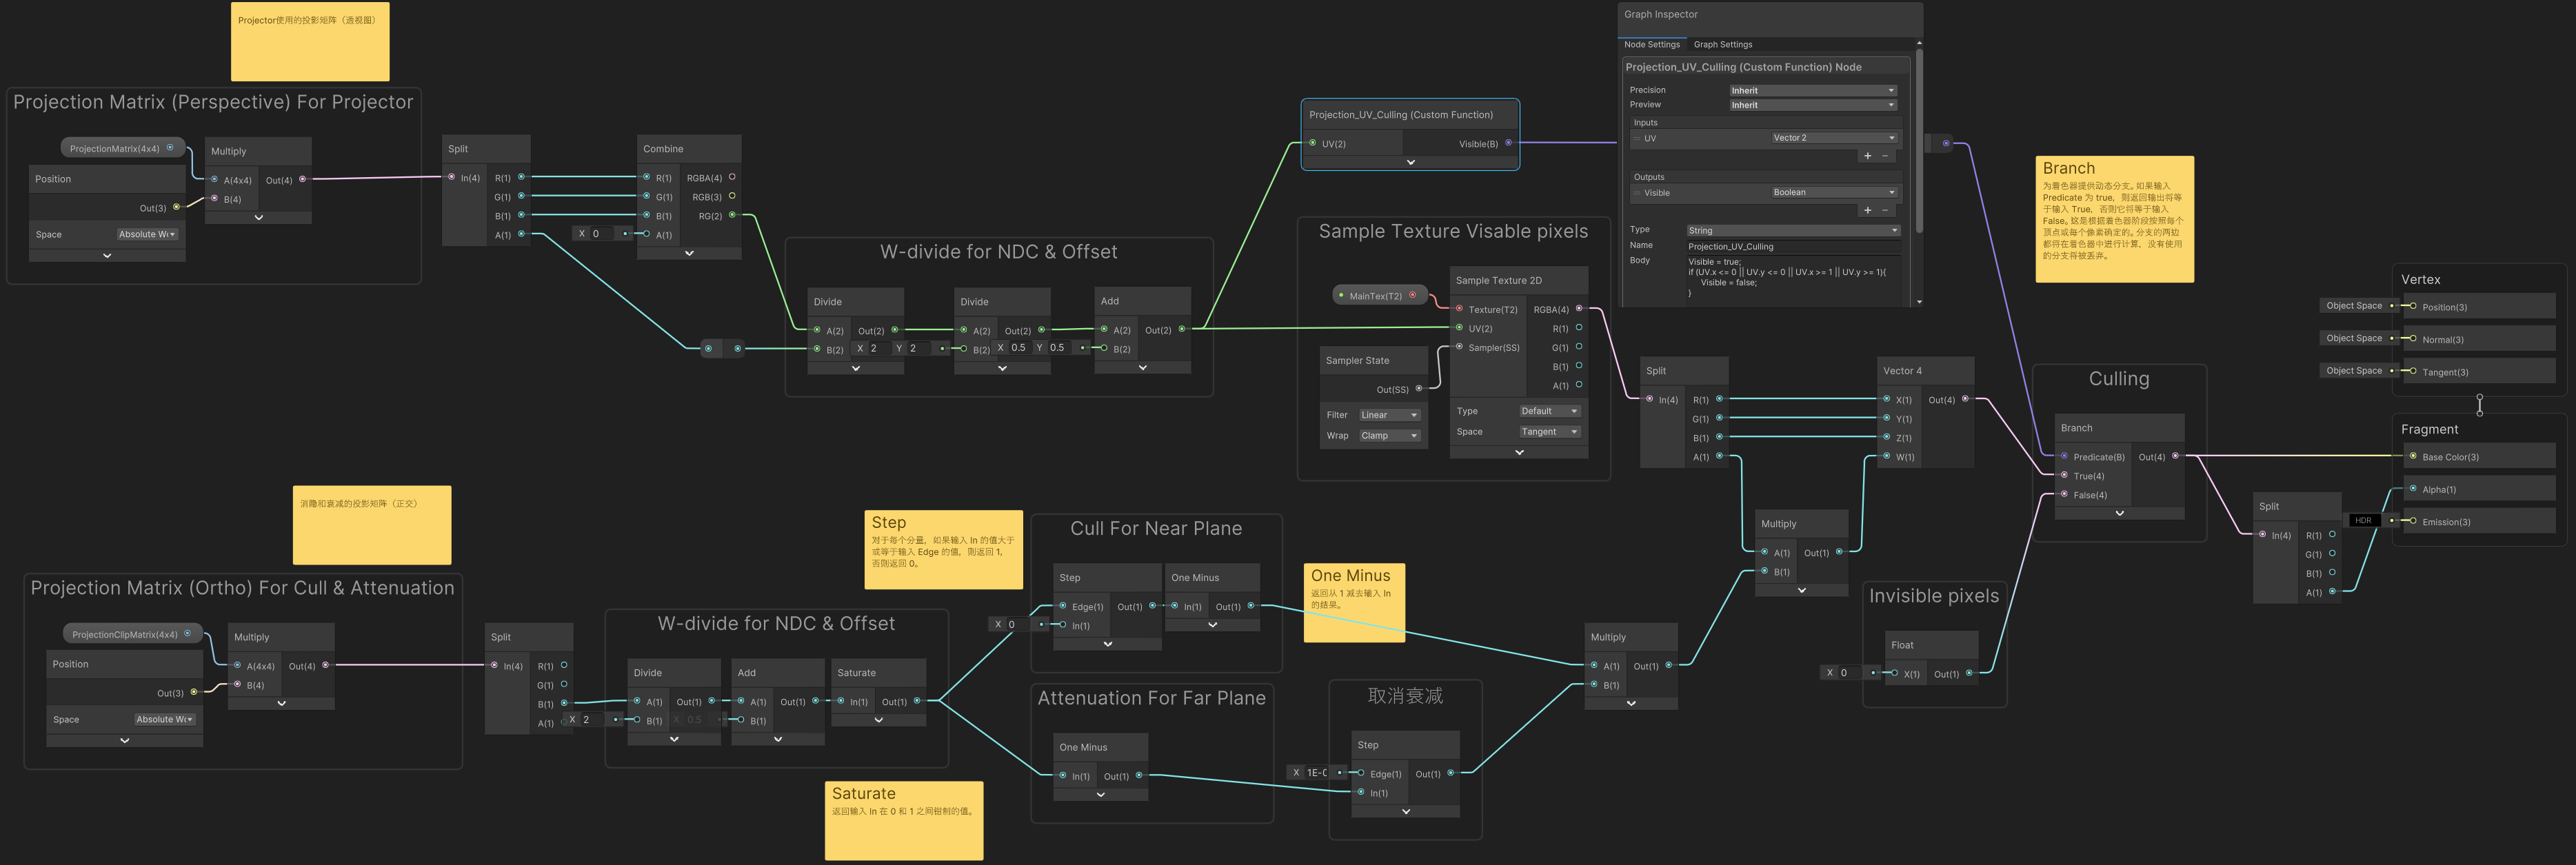 Projector使用的投影矩阵（透视图）
Projection Matrix (Perspective) For Projector
ProjectionMatrix(4x4)
Multiply
A(4x4)
Out(4)
B(4)
Position
Out(3)
Space
Absolute W
Split
In(4)
R(1)
G(1)
B(1)
A(1)
Combine
R(1)
RGBA(4)
G(1)
RGB(3)
B(1)
RG(2)
X 0
A(1)
W-divide for NDC & Offset
Divide
A(2)
Out(2)
B(2)
X 2 Y 2
Divide
A(2)
Out(2)
B(2)
X 0.5 Y 0.5
Add
A(2)
Out(2)
B(2)
Projection_UV_Culling (Custom Function)
UV(2)
Visible(B)
Sample Texture Visable pixels
MainTex(T2)
Sample Texture 2D
Texture(T2)
RGBA(4)
UV(2)
R(1)
Sampler(SS)
G(1)
B(1)
A(1)
Type
Default
Space
Tangent
Sampler State
Out(SS)
Filter
Linear
Wrap
Clamp
Graph Inspector
Node Settings
Graph Settings
Projection_UV_Culling (Custom Function) Node
Precision
Inherit
Preview
Inherit
Inputs
UV
Vector 2
+ −
Outputs
Visible
Boolean
+ −
Type
String
Name
Projection_UV_Culling
Body
Visible = true;
if (UV.x <= 0 || UV.y <= 0 || UV.x >= 1 || UV.y >= 1){
Visible = false;
}
Branch
为着色器提供动态分支。如果输入
Predicate 为 true，则返回输出将等
于输入 True，否则它将等于输入
False。这是根据着色器阶段按照每个
顶点或每个像素确定的。分支的两边
都将在着色器中进行计算，没有使用
的分支将被丢弃。
Split
In(4)
R(1)
G(1)
B(1)
A(1)
Vector 4
X(1)
Out(4)
Y(1)
Z(1)
W(1)
Multiply
A(1)
Out(1)
B(1)
Culling
Branch
Predicate(B)
Out(4)
True(4)
False(4)
Invisible pixels
Float
X 0
X(1)
Out(1)
Vertex
Object Space
Position(3)
Object Space
Normal(3)
Object Space
Tangent(3)
Fragment
Base Color(3)
Alpha(1)
HDR
Emission(3)
Split
In(4)
R(1)
G(1)
B(1)
A(1)
消隐和衰减的投影矩阵（正交）
Projection Matrix (Ortho) For Cull & Attenuation
ProjectionClipMatrix(4x4)
Multiply
A(4x4)
Out(4)
B(4)
Position
Out(3)
Space
Absolute W
Split
In(4)
R(1)
G(1)
B(1)
A(1)
X 2
W-divide for NDC & Offset
Divide
A(1)
Out(1)
B(1)
X 0.5
Add
A(1)
Out(1)
B(1)
Saturate
In(1)
Out(1)
Saturate
返回输入 In 在 0 和 1 之间钳制的值。
Step
对于每个分量，如果输入 In 的值大于
或等于输入 Edge 的值，则返回 1，
否则返回 0。
Cull For Near Plane
Step
Edge(1)
Out(1)
X 0
In(1)
One Minus
In(1)
Out(1)
One Minus
返回从 1 减去输入 In
的结果。
Attenuation For Far Plane
One Minus
In(1)
Out(1)
取消衰减
Step
X 1E-
Edge(1)
Out(1)
In(1)
Multiply
A(1)
Out(1)
B(1)